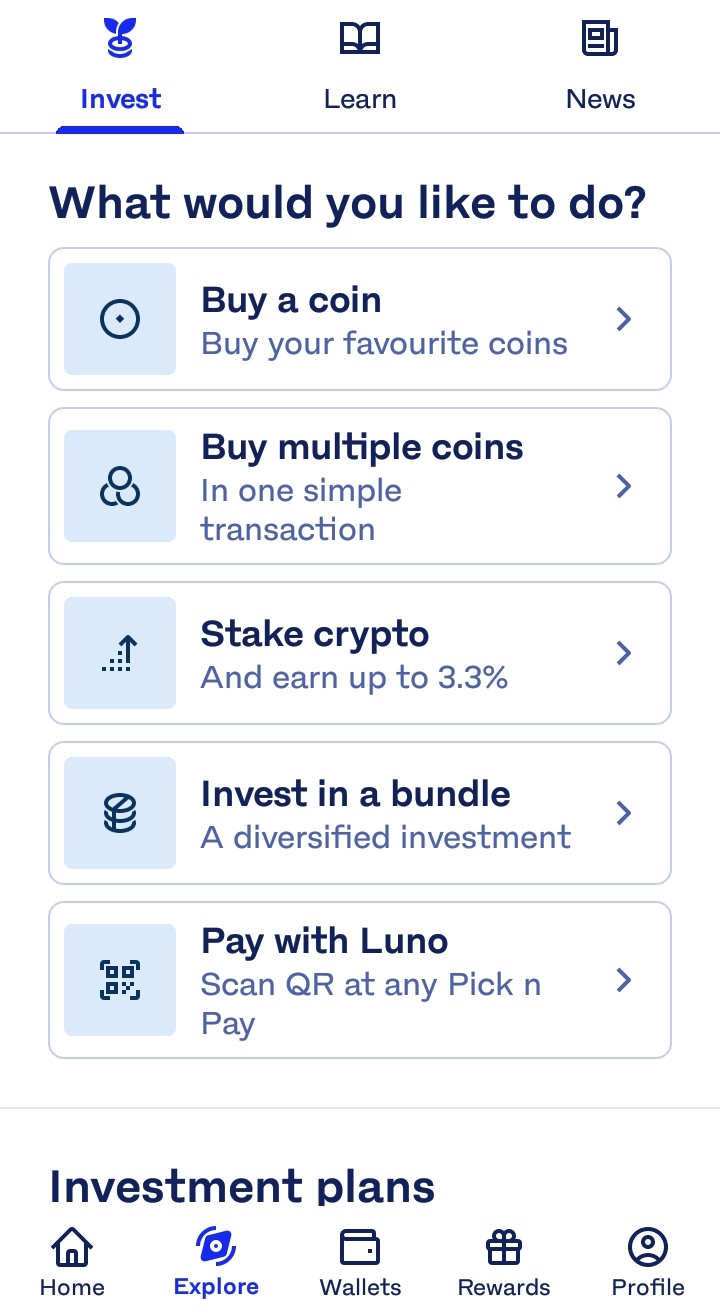 Invest
Learn
News
What would you like to do?
Buy a coin
Buy your favourite coins
Buy multiple coins
In one simple
transaction
Stake crypto
And earn up to 3.3%
Invest in a bundle
A diversified investment
Pay with Luno
Scan QR at any Pick n
Pay
Investment plans
Home
Explore
Wallets
Rewards
Profile